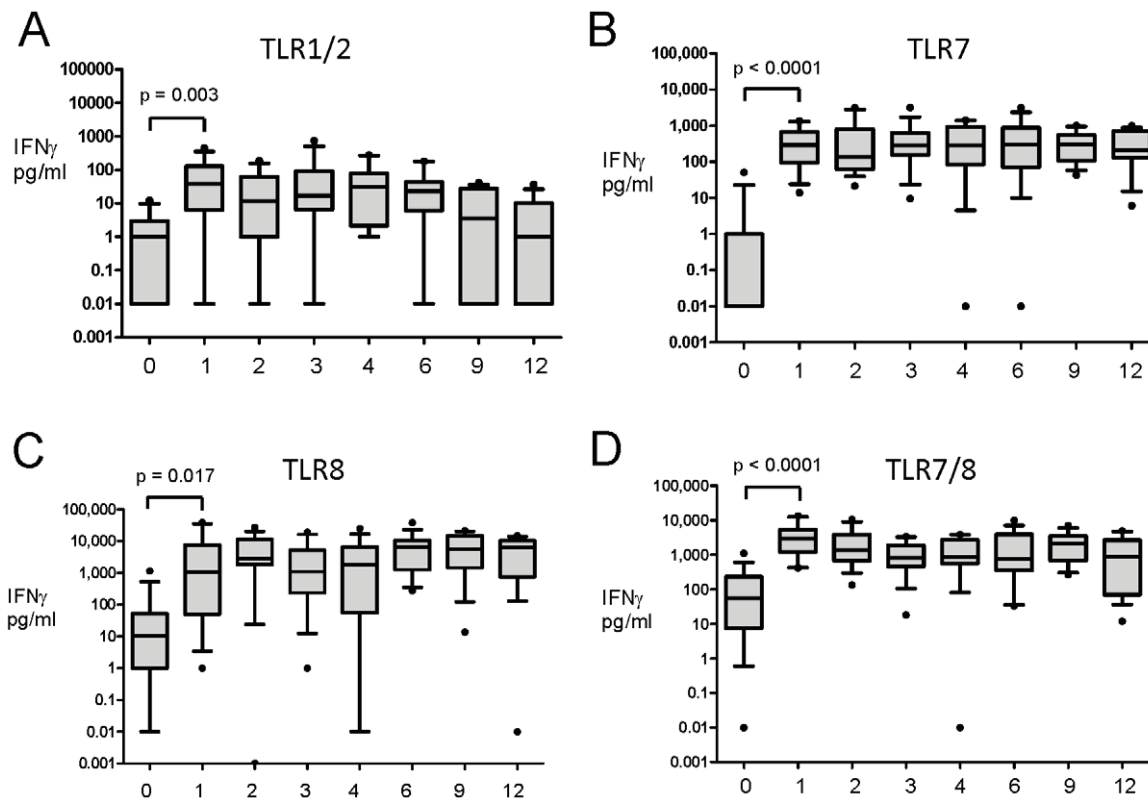 A
TLR1/2
100000
p = 0.003
10000
IFNγ
pg/ml
1000
100
10
1
0.1
0.01
0.001
0 1 2 3 4 6 9 12
B
TLR7
100,000
p < 0.0001
10,000
IFNγ
pg/ml
1,000
100
10
1
0.1
0.01
0.001
0 1 2 3 4 6 9 12
C
TLR8
p = 0.017
100,000
10,000
1,000
IFNγ
pg/ml
100
10
1
0.1
0.01
0.001
0 1 2 3 4 6 9 12
D
TLR7/8
p < 0.0001
100,000
10,000
1,000
IFNγ
pg/ml
100
10
1
0.1
0.01
0.001
0 1 2 3 4 6 9 12